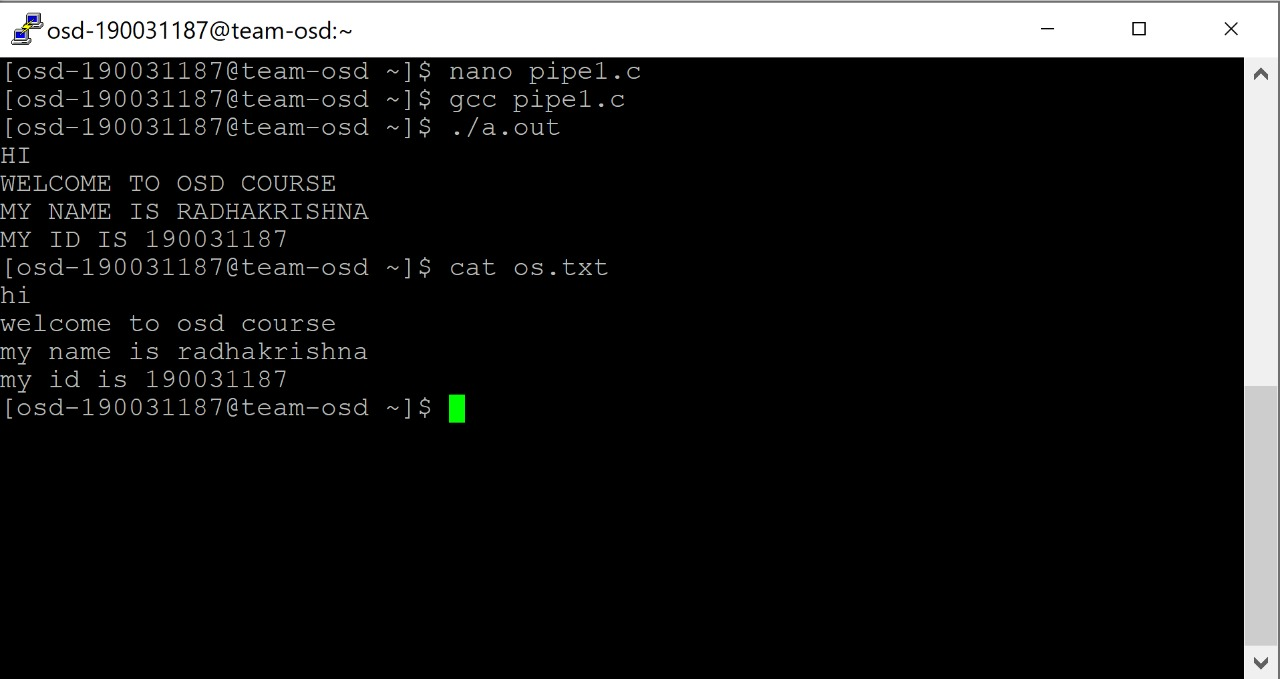 osd-190031187@team-osd:~
[osd-190031187@team-osd ~]$ nano pipe1.c
[osd-190031187@team-osd ~]$ gcc pipe1.c
[osd-190031187@team-osd ~]$ ./a.out
HI
WELCOME TO OSD COURSE
MY NAME IS RADHAKRISHNA
MY ID IS 190031187
[osd-190031187@team-osd ~]$ cat os.txt
hi
welcome to osd course
my name is radhakrishna
my id is 190031187
[osd-190031187@team-osd ~]$